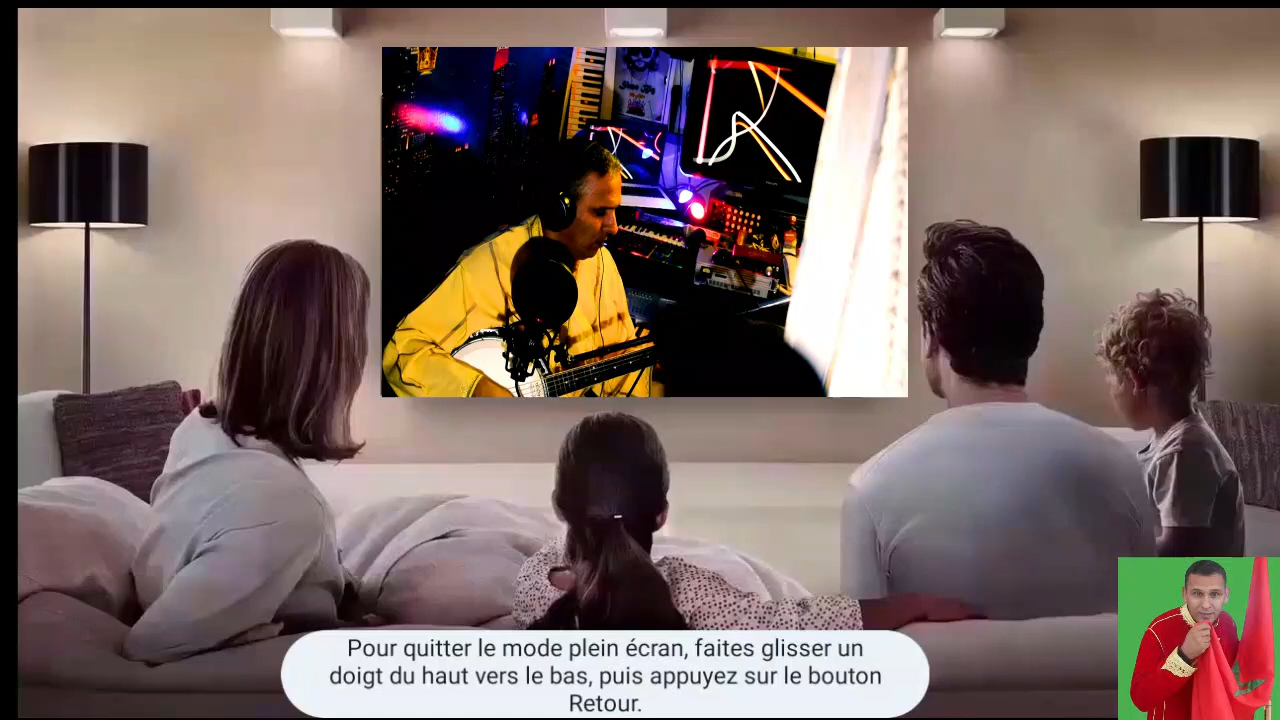 Pour quitter le mode plein écran, faites glisser un
doigt du haut vers le bas, puis appuyez sur le bouton
Retour.